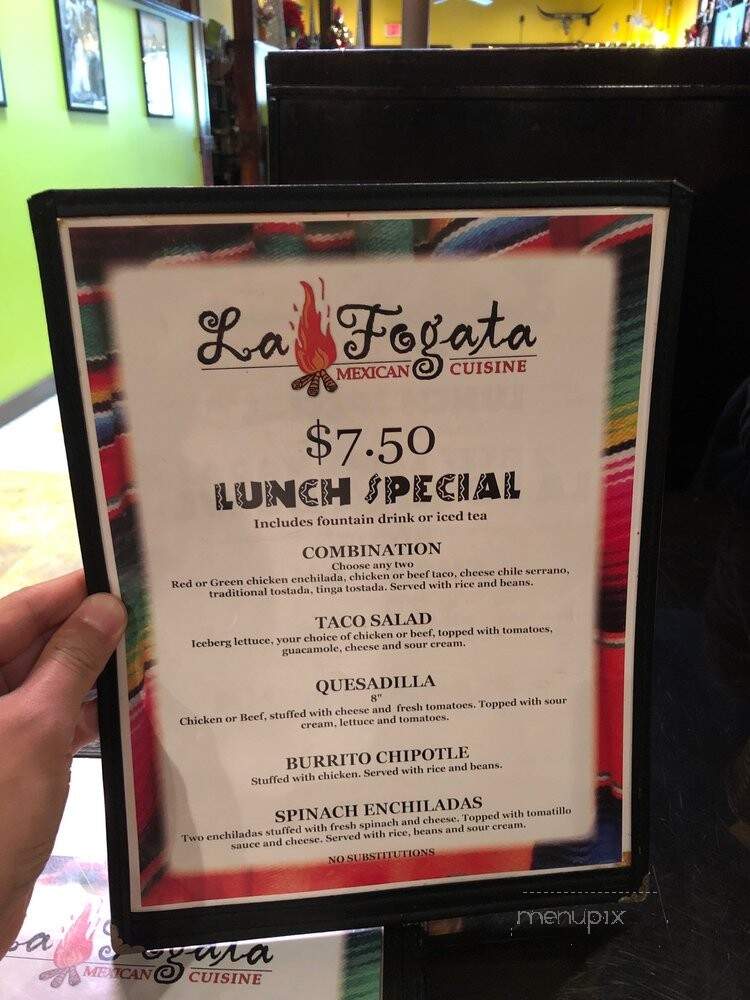 La Fogata
MEXICAN CUISINE
$7.50
LUNCH SPECIAL
Includes fountain drink or iced tea
COMBINATION
Choose any two
Red or Green chicken enchilada, chicken or beef taco, cheese chile serrano,
traditional tostada, tinga tostada. Served with rice and beans.
TACO SALAD
Iceberg lettuce, your choice of chicken or beef, topped with tomatoes,
guacamole, cheese and sour cream.
QUESADILLA
8"
Chicken or Beef, stuffed with cheese and fresh tomatoes. Topped with sour
cream, lettuce and tomatoes.
BURRITO CHIPOTLE
Stuffed with chicken. Served with rice and beans.
SPINACH ENCHILADAS
Two enchiladas stuffed with fresh spinach and cheese. Topped with tomatillo
sauce and cheese. Served with rice, beans and sour cream.
NO SUBSTITUTIONS
menupix
La Fogata
MEXICAN CUISINE